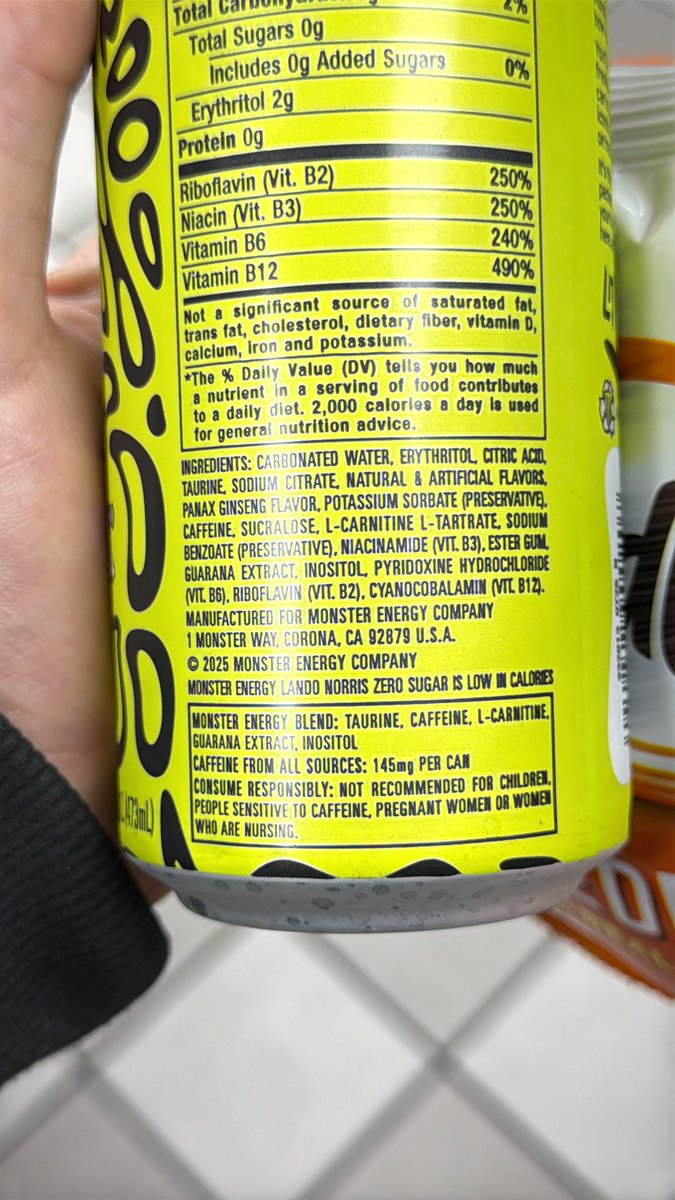 Total Carbohydrate
2%
Total Sugars 0g
Includes 0g Added Sugars 0%
Erythritol 2g
Protein 0g
Riboflavin (Vit. B2) 250%
Niacin (Vit. B3) 250%
Vitamin B6 240%
Vitamin B12 490%
Not a significant source of saturated fat,
trans fat, cholesterol, dietary fiber, vitamin D,
calcium, iron and potassium.
*The % Daily Value (DV) tells you how much
a nutrient in a serving of food contributes
to a daily diet. 2,000 calories a day is used
for general nutrition advice.
INGREDIENTS: CARBONATED WATER, ERYTHRITOL, CITRIC ACID,
TAURINE, SODIUM CITRATE, NATURAL & ARTIFICIAL FLAVORS,
PANAX GINSENG FLAVOR, POTASSIUM SORBATE (PRESERVATIVE),
CAFFEINE, SUCRALOSE, L-CARNITINE L-TARTRATE, SODIUM
BENZOATE (PRESERVATIVE), NIACINAMIDE (VIT. B3), ESTER GUM,
GUARANA EXTRACT, INOSITOL, PYRIDOXINE HYDROCHLORIDE
(VIT. B6), RIBOFLAVIN (VIT. B2), CYANOCOBALAMIN (VIT. B12).
MANUFACTURED FOR MONSTER ENERGY COMPANY
1 MONSTER WAY, CORONA, CA 92879 U.S.A.
© 2025 MONSTER ENERGY COMPANY
MONSTER ENERGY LANDO NORRIS ZERO SUGAR IS LOW IN CALORIES
MONSTER ENERGY BLEND: TAURINE, CAFFEINE, L-CARNITINE,
GUARANA EXTRACT, INOSITOL
CAFFEINE FROM ALL SOURCES: 145mg PER CAN
CONSUME RESPONSIBLY: NOT RECOMMENDED FOR CHILDREN,
PEOPLE SENSITIVE TO CAFFEINE, PREGNANT WOMEN OR WOMEN
WHO ARE NURSING.
473mL)